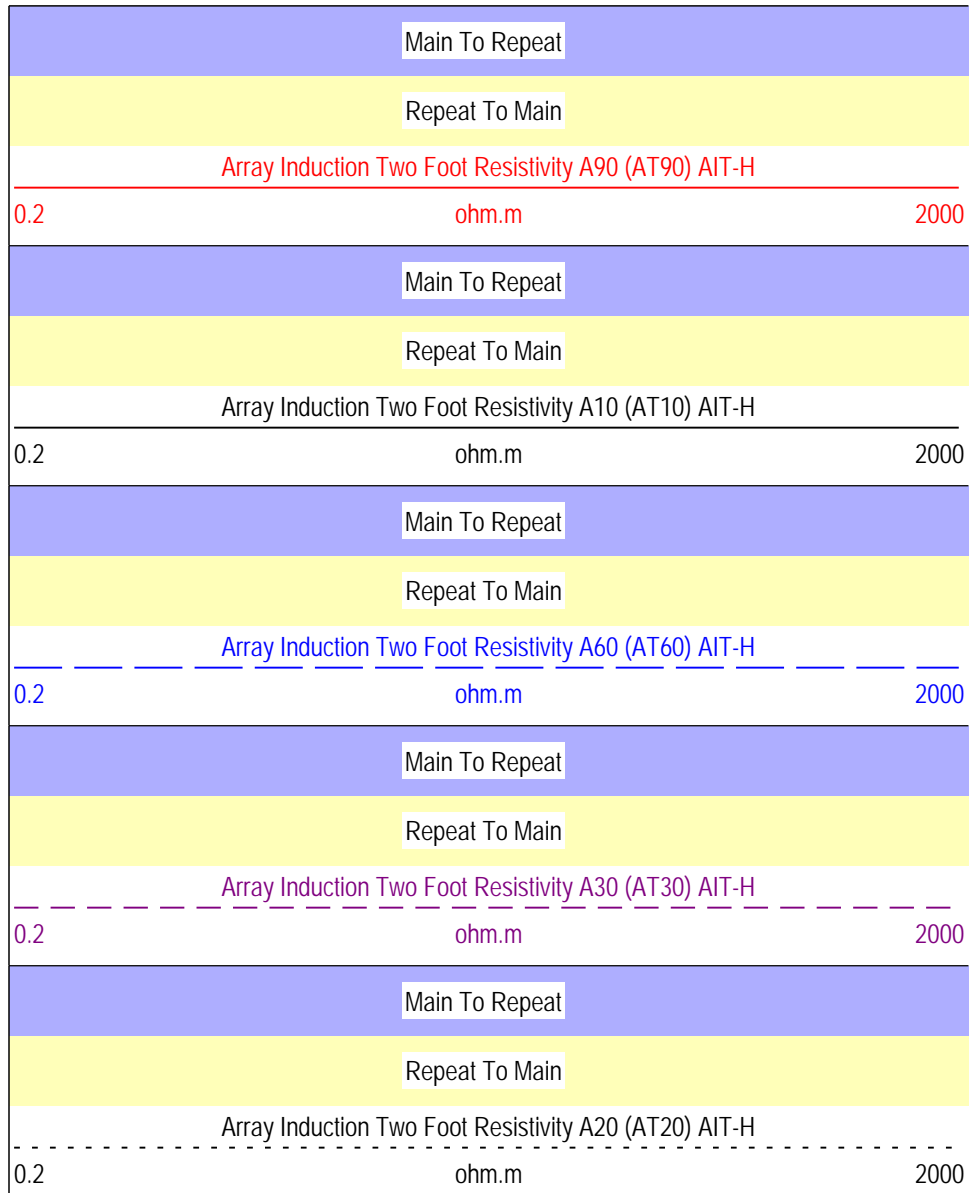 Main To Repeat
Repeat To Main
Array Induction Two Foot Resistivity A90 (AT90) AIT-H
0.2 ohm.m 2000
Main To Repeat
Repeat To Main
Array Induction Two Foot Resistivity A10 (AT10) AIT-H
0.2 ohm.m 2000
Main To Repeat
Repeat To Main
Array Induction Two Foot Resistivity A60 (AT60) AIT-H
0.2 ohm.m 2000
Main To Repeat
Repeat To Main
Array Induction Two Foot Resistivity A30 (AT30) AIT-H
0.2 ohm.m 2000
Main To Repeat
Repeat To Main
Array Induction Two Foot Resistivity A20 (AT20) AIT-H
0.2 ohm.m 2000